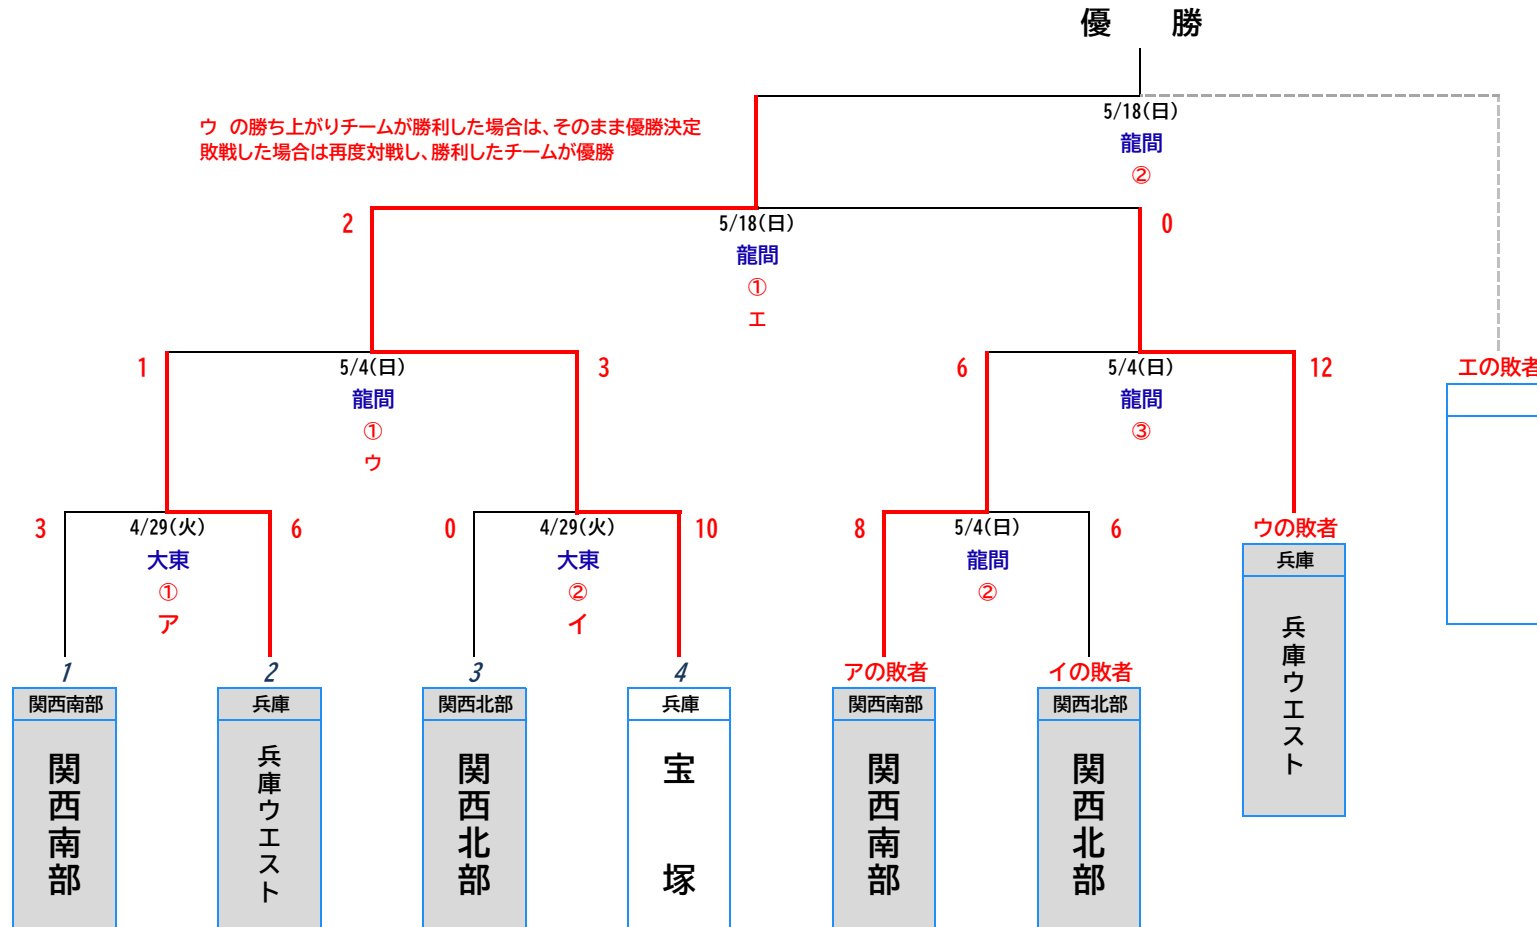 優　勝
5/18(日)
龍間
②
ウ の勝ち上がりチームが勝利した場合は、そのまま優勝決定
敗戦した場合は再度対戦し、勝利したチームが優勝
2
5/18(日)
0
龍間
①
エ
1
5/4(日)
3
龍間
①
ウ
6
5/4(日)
12
龍間
③
エの敗者
3
4/29(火)
6
大東
①
ア
0
4/29(火)
10
大東
②
イ
8
5/4(日)
6
龍間
②
ウの敗者
兵庫
兵庫ウエスト
1
関西南部
関西南部
2
兵庫
兵庫ウエスト
3
関西北部
関西北部
4
兵庫
宝塚
アの敗者
関西南部
関西南部
イの敗者
関西北部
関西北部